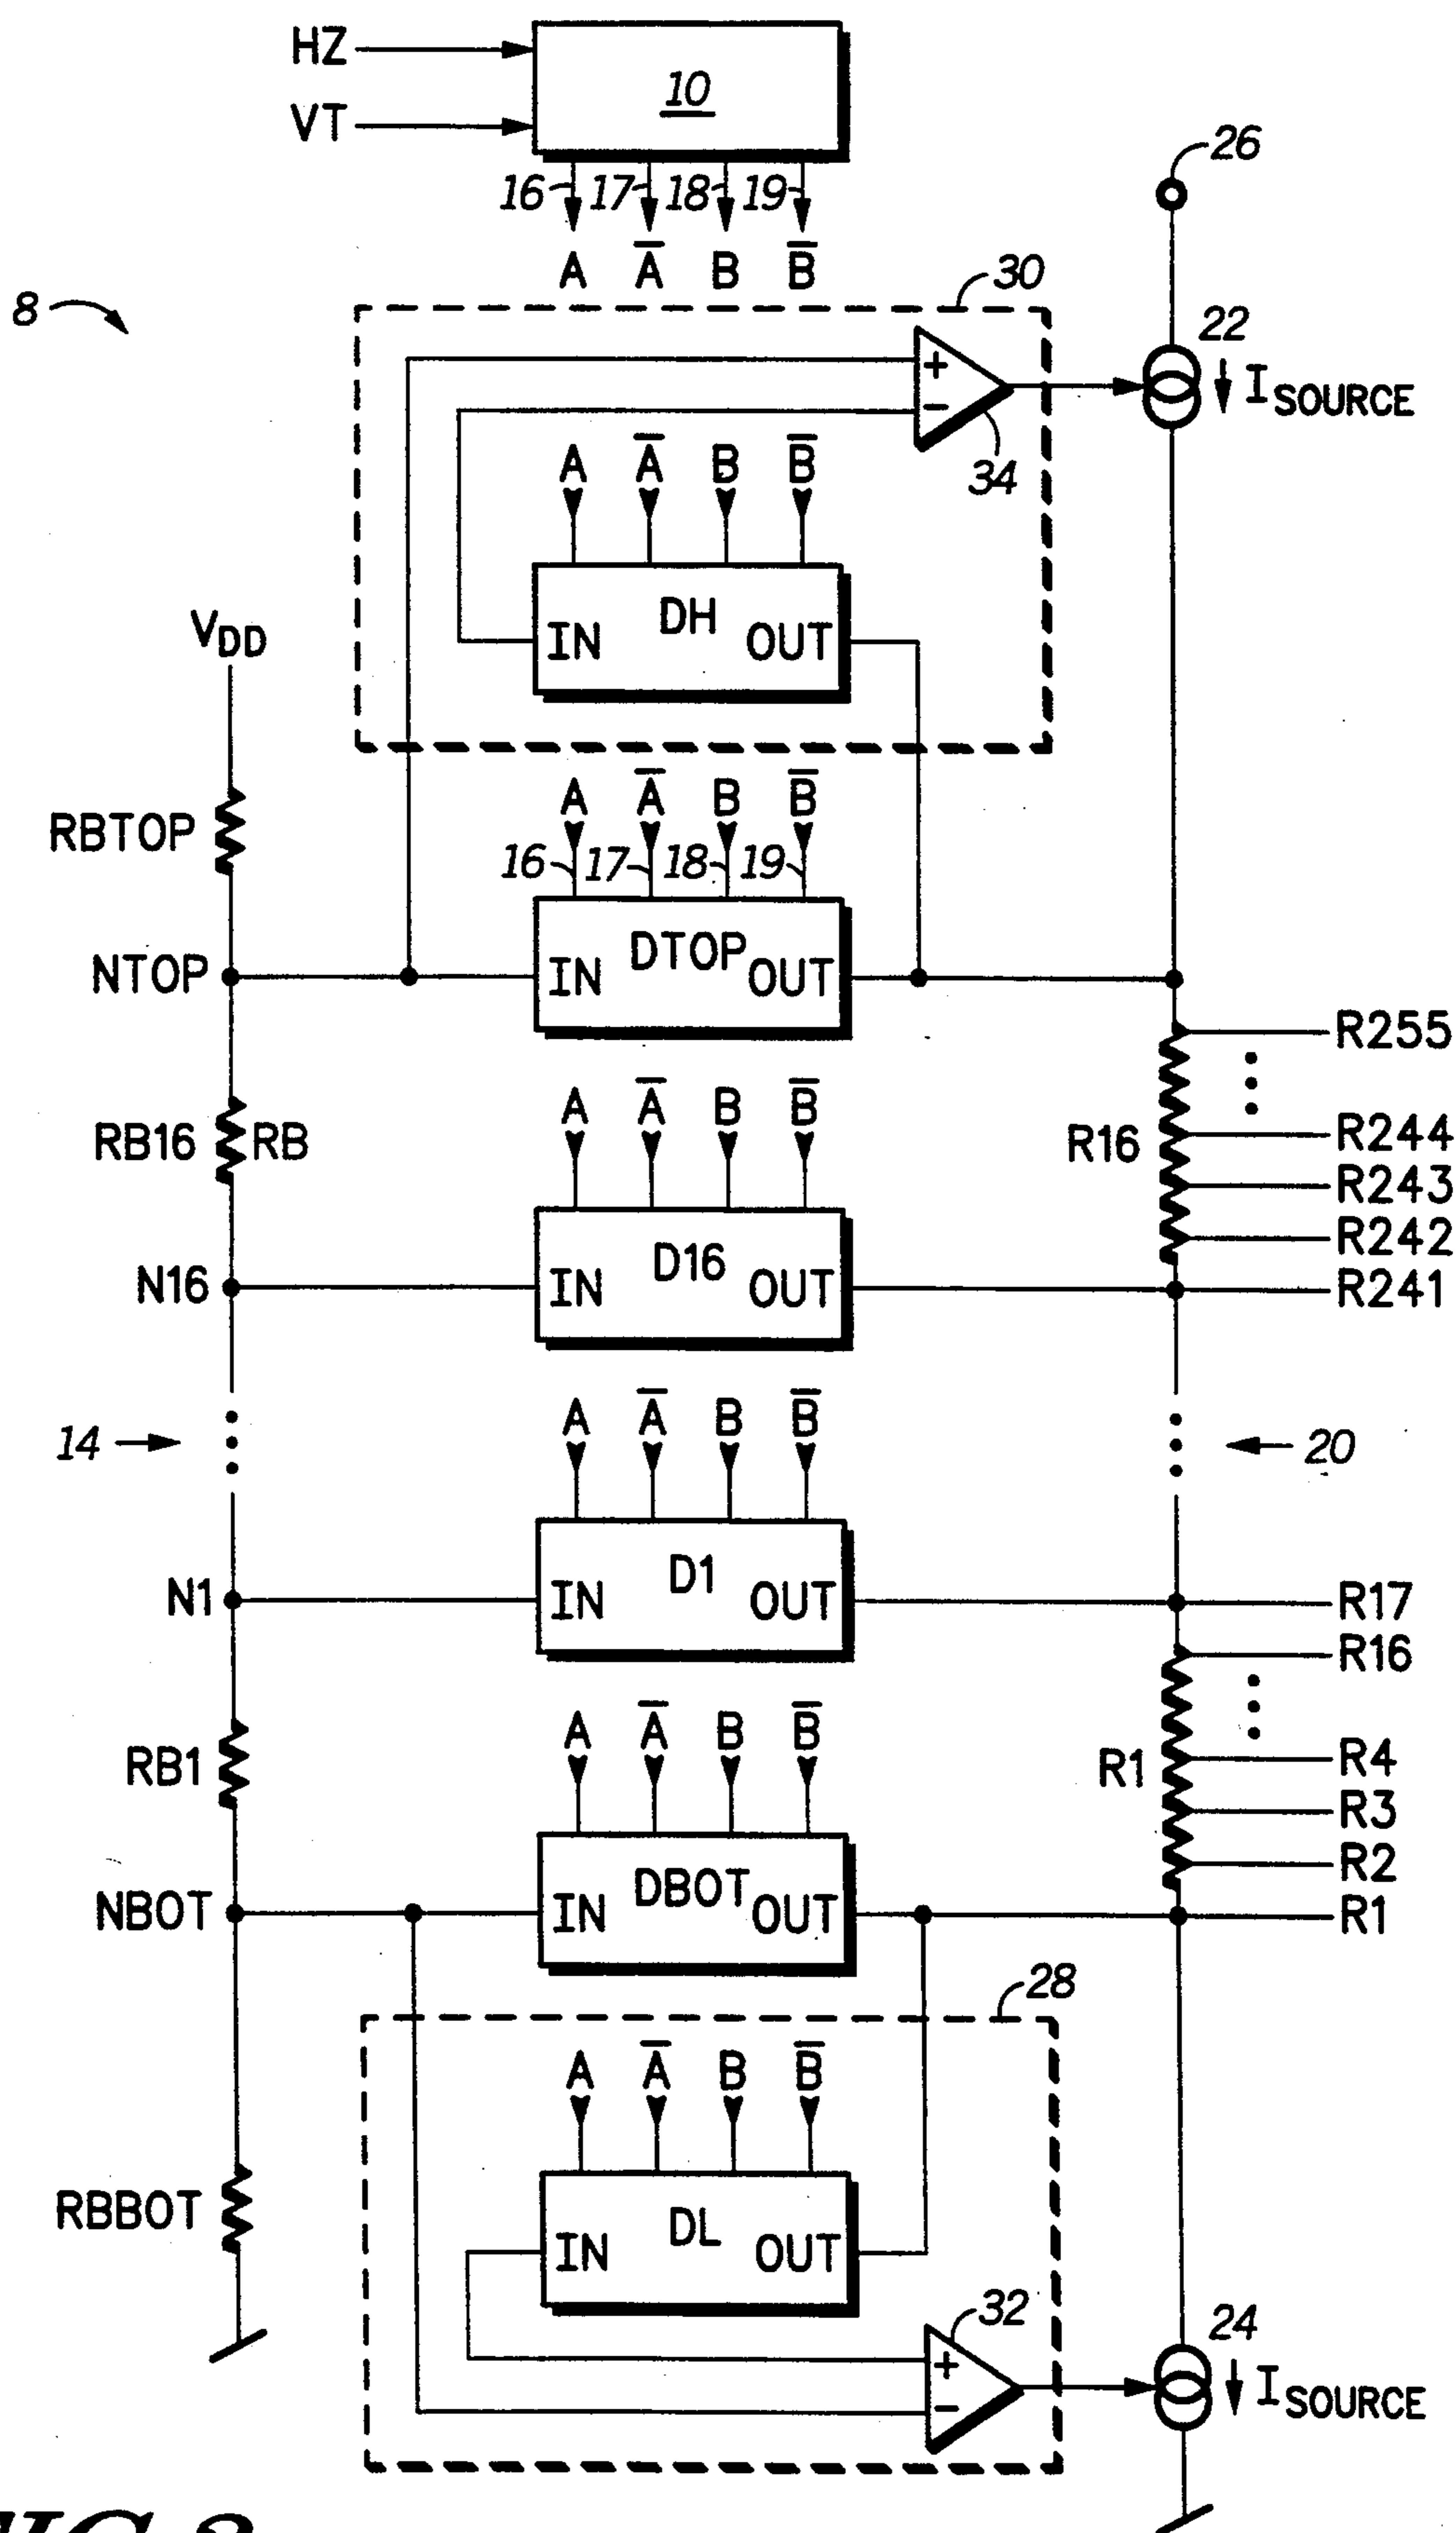 HZ
VT
10
16 17 18 19
A A̅ B B̅
26
8
30
22
I SOURCE
+
−
34
A A̅ B B̅
IN DH OUT
VDD
RBTOP
A A̅ B B̅
16 17 18 19
NTOP
IN DTOP OUT
R255
RB16 RB
A A̅ B B̅
R16
R244
R243
R242
N16
IN D16 OUT
R241
14
A A̅ B B̅
20
N1
IN D1 OUT
R17
R16
RB1
A A̅ B B̅
R1
R4
R3
R2
NBOT
IN DBOT OUT
R1
28
A A̅ B B̅
RBBOT
IN DL OUT
32
+
−
24
I SOURCE